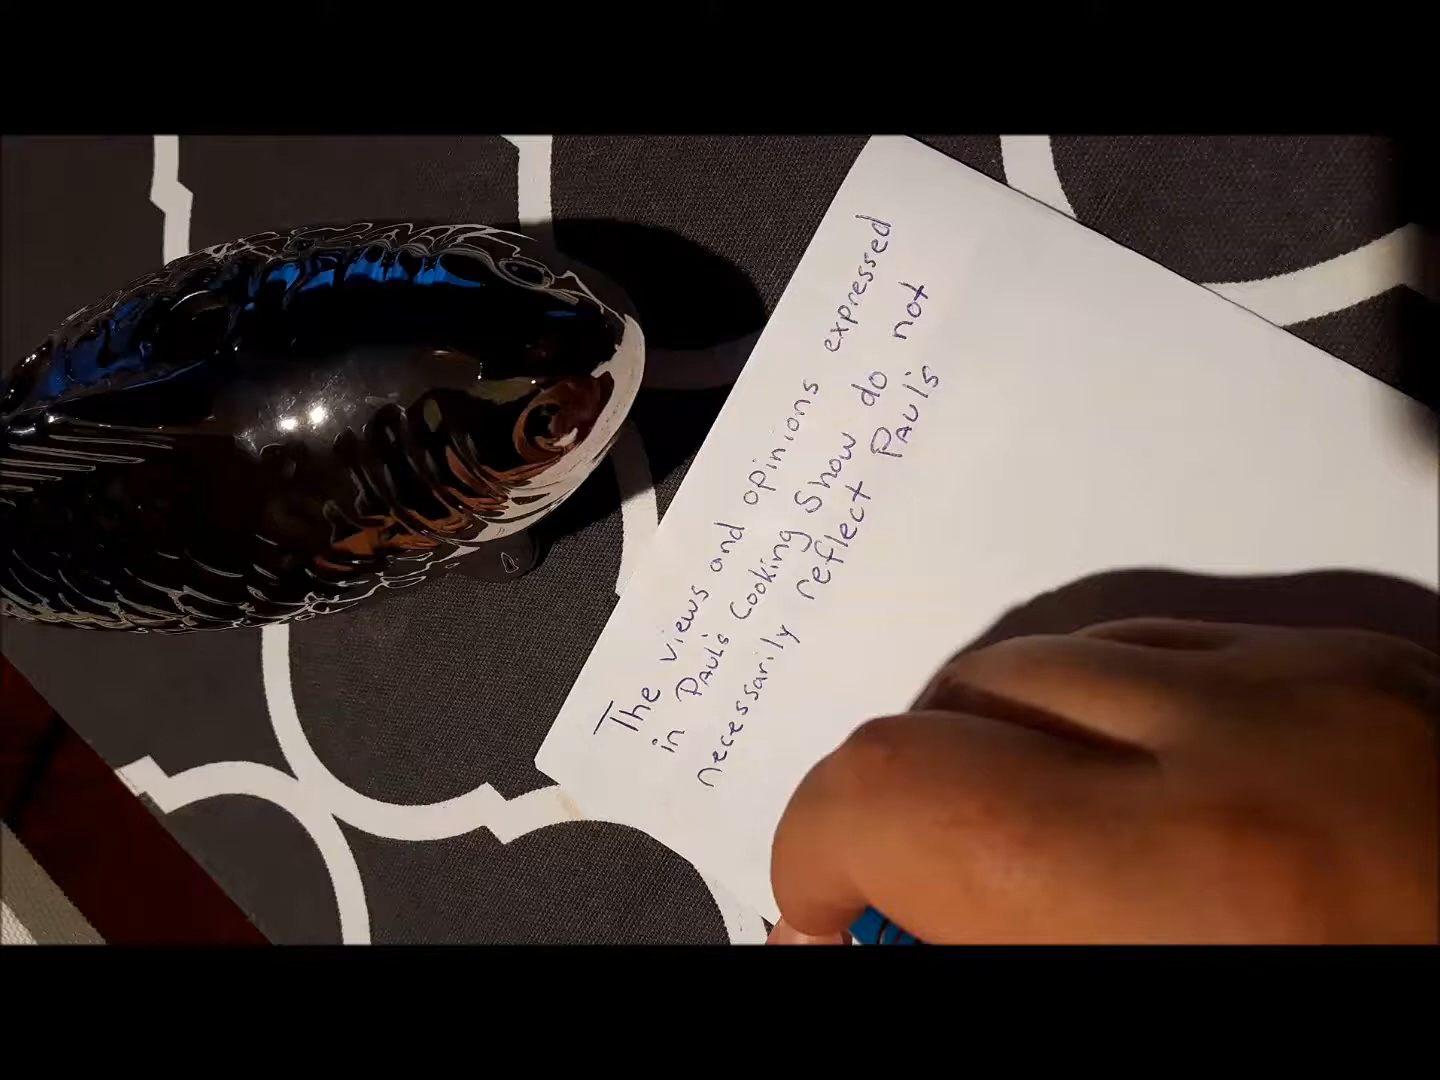 The views and opinions expressed
in Paul's Cooking Show do not
necessarily reflect Paul's